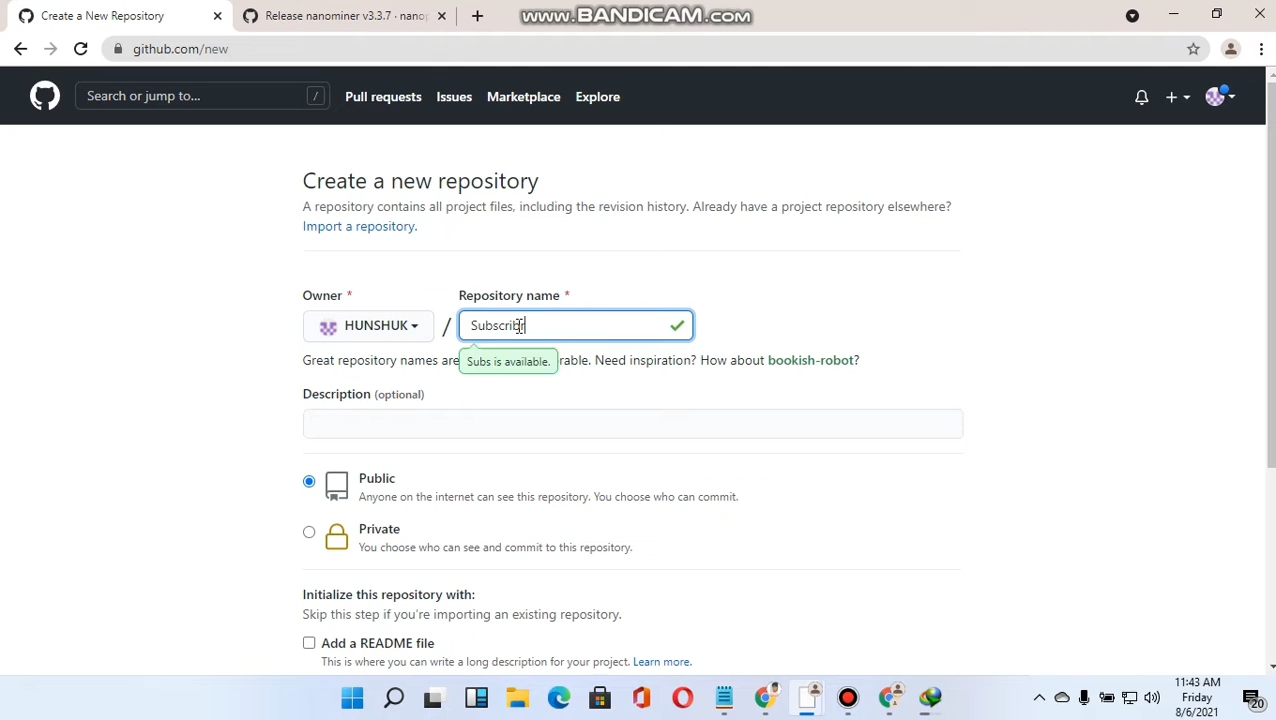 Create a New Repository
Release nanominer v3.3.7 · nanop
www.BANDICAM.com
github.com/new
Search or jump to...
/
Pull requests
Issues
Marketplace
Explore
Create a new repository
A repository contains all project files, including the revision history. Already have a project repository elsewhere?
Import a repository.
Owner *
Repository name *
HUNSHUK
/
Great repository names are
Subs is available.
Need inspiration? How about bookish-robot?
Description (optional)
Public
Anyone on the internet can see this repository. You choose who can commit.
Private
You choose who can see and commit to this repository.
Initialize this repository with:
Skip this step if you're importing an existing repository.
Add a README file
This is where you can write a long description for your project. Learn more.
11:43 AM
Friday
8/6/2021
20